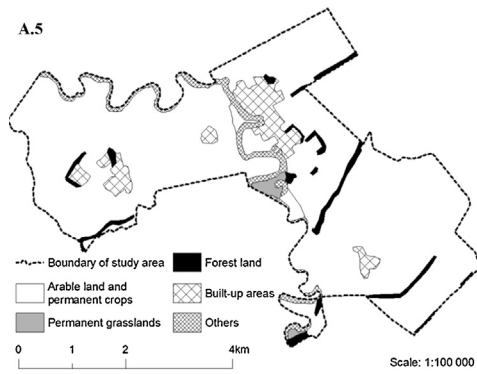 A.5
Boundary of study area
Forest land
Arable land and
permanent crops
Built-up areas
Permanent grasslands
Others
0 1 2 4km
Scale: 1:100 000